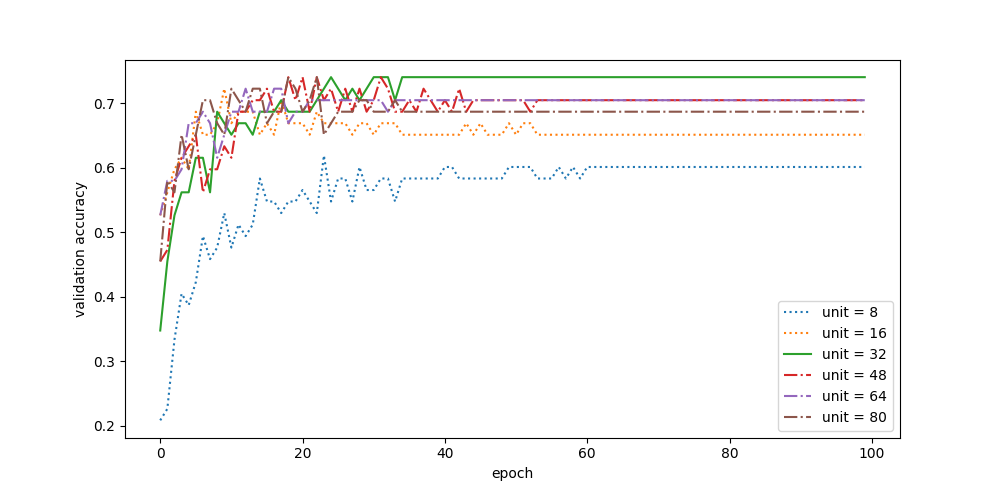 validation accuracy
0.7
0.6
0.5
0.4
0.3
0.2
unit = 8
unit = 16
unit = 32
unit = 48
unit = 64
unit = 80
0
20
40
60
80
100
epoch